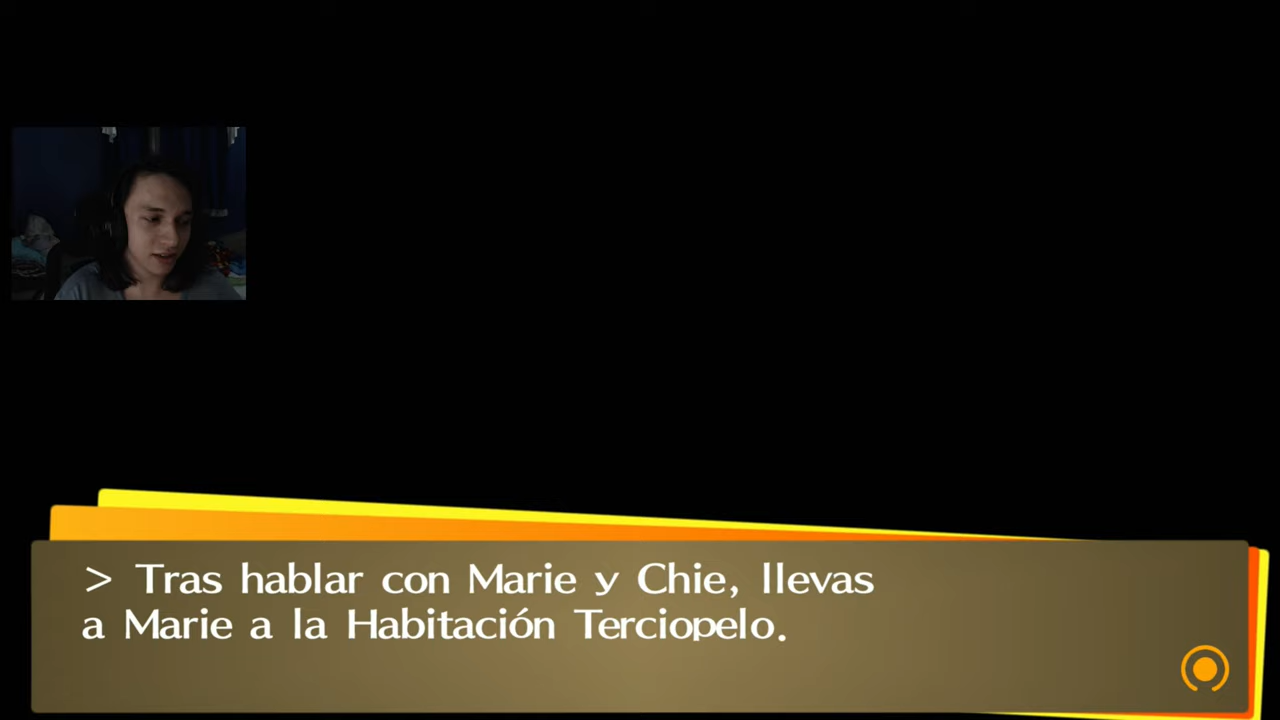 > Tras hablar con Marie y Chie, llevas
a Marie a la Habitación Terciopelo.